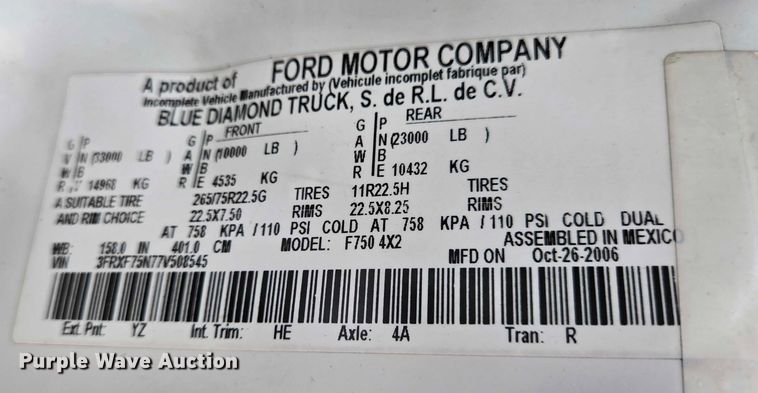 A product of FORD MOTOR COMPANY
Incomplete Vehicle Manufactured by (Vehicule incomplet fabrique par)
BLUE DIAMOND TRUCK, S. de R.L. de C.V.
FRONT REAR
G P G P G P
V IN (33000 LB ) A IN (10000 LB ) A IN (23000 LB )
W B W B W B
R 14968 KG R E 4535 KG R E 10432 KG
A SUITABLE TIRE 265/75R22.5G TIRES 11R22.5H TIRES
AND RIM CHOICE 22.5X7.50 RIMS 22.5X8.25 RIMS
AT 758 KPA / 110 PSI COLD AT 758 KPA / 110 PSI COLD DUAL
WB: 158.0 IN 401.0 CM MODEL: F750 4X2 ASSEMBLED IN MEXICO
VIN 3FRXF75N77V508545 MFD ON Oct-26-2006
Ext. Pnt: YZ Int. Trim: HE Axle: 4A Tran: R
Purple Wave Auction